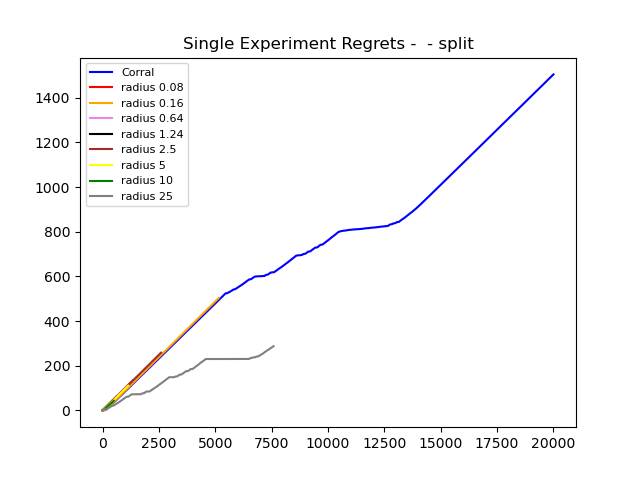 Single Experiment Regrets -  - split
Corral
radius 0.08
radius 0.16
radius 0.64
radius 1.24
radius 2.5
radius 5
radius 10
radius 25
1400
1200
1000
800
600
400
200
0
0 2500 5000 7500 10000 12500 15000 17500 20000